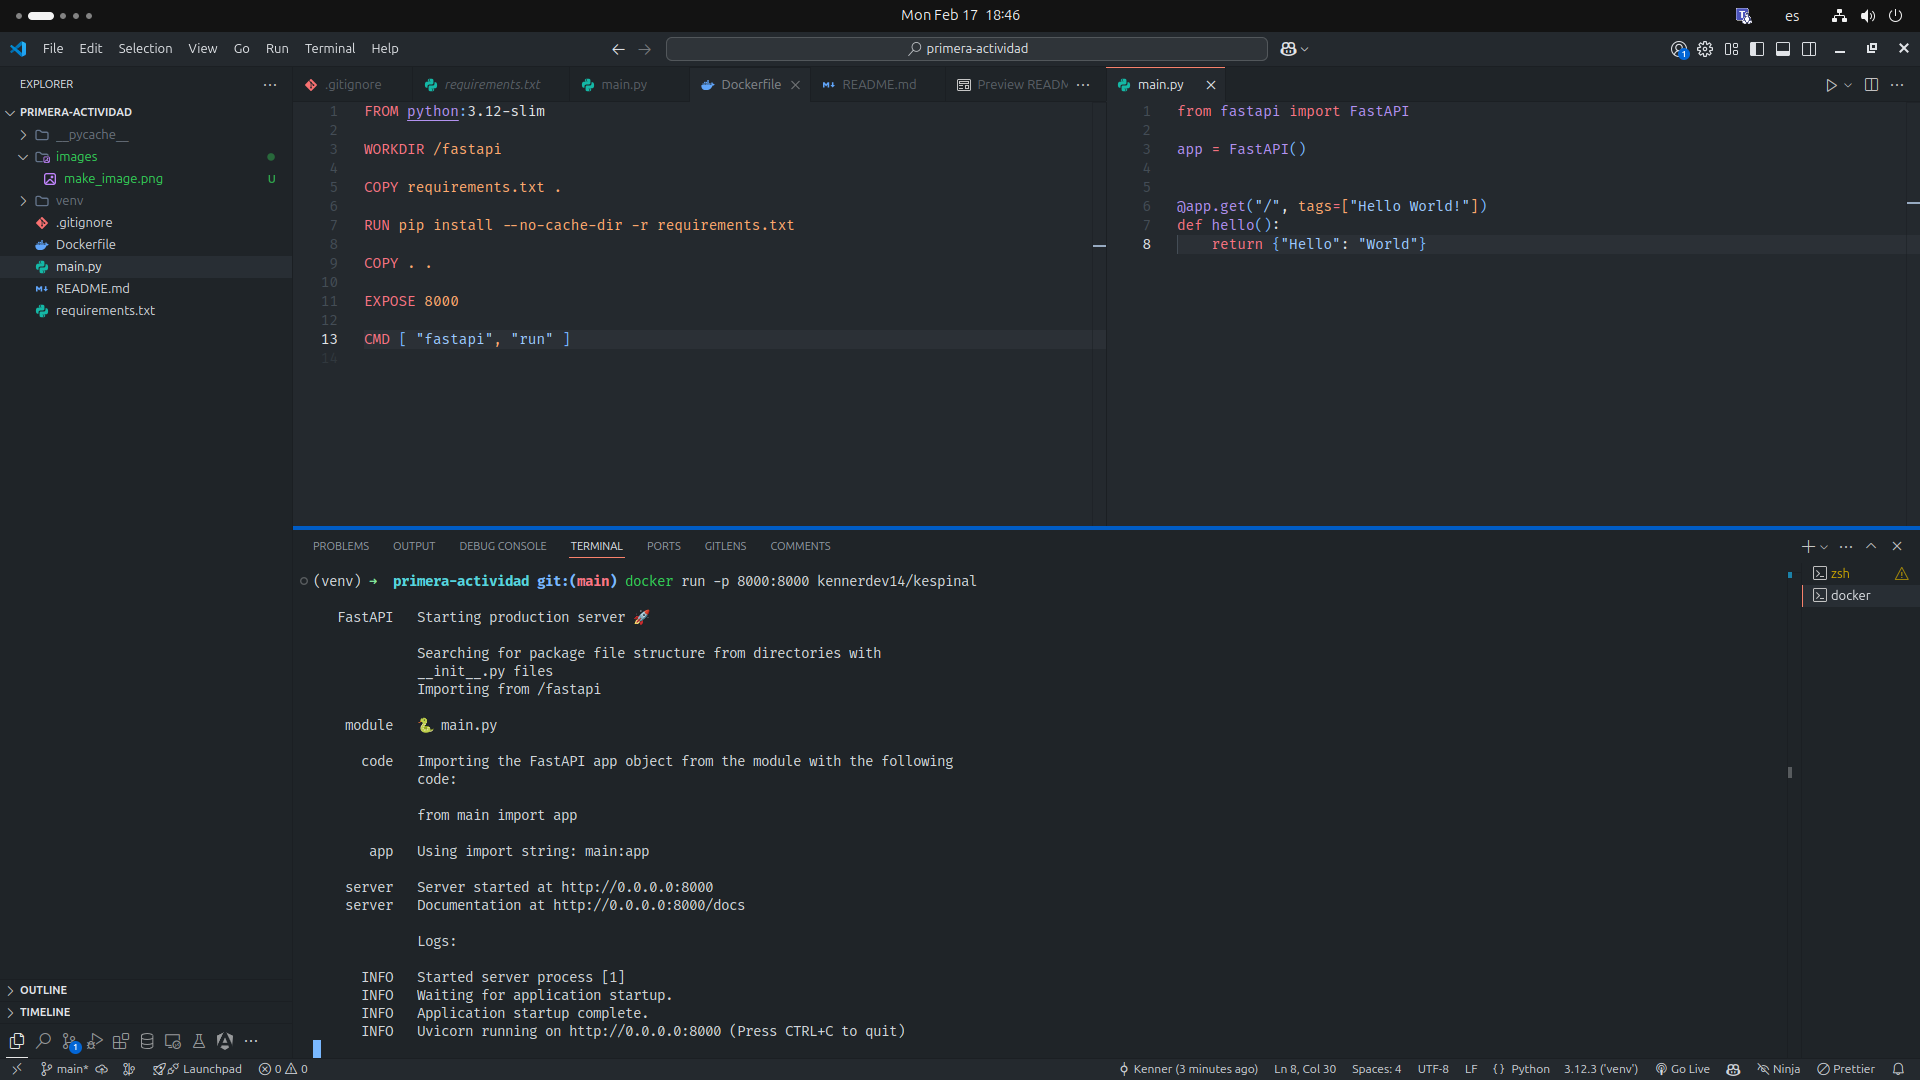 Mon Feb 17 18:46
es
File Edit Selection View Go Run Terminal Help
primera-actividad
1
EXPLORER
PRIMERA-ACTIVIDAD
__pycache__
images
make_image.png U
venv
.gitignore
Dockerfile
main.py
README.md
requirements.txt
OUTLINE
TIMELINE
.gitignore requirements.txt main.py Dockerfile README.md Preview READM
1 FROM python:3.12-slim
2
3 WORKDIR /fastapi
4
5 COPY requirements.txt .
6
7 RUN pip install --no-cache-dir -r requirements.txt
8
9 COPY . .
10
11 EXPOSE 8000
12
13 CMD [ "fastapi", "run" ]
14
main.py
1 from fastapi import FastAPI
2
3 app = FastAPI()
4
5
6 @app.get("/", tags=["Hello World!"])
7 def hello():
8 return {"Hello": "World"}
PROBLEMS OUTPUT DEBUG CONSOLE TERMINAL PORTS GITLENS COMMENTS
zsh
docker
(venv) ➜ primera-actividad git:(main) docker run -p 8000:8000 kennerdev14/kespinal
FastAPI Starting production server 🚀
Searching for package file structure from directories with
__init__.py files
Importing from /fastapi
module 🐍 main.py
code Importing the FastAPI app object from the module with the following
code:
from main import app
app Using import string: main:app
server Server started at http://0.0.0.0:8000
server Documentation at http://0.0.0.0:8000/docs
Logs:
INFO Started server process [1]
INFO Waiting for application startup.
INFO Application startup complete.
INFO Uvicorn running on http://0.0.0.0:8000 (Press CTRL+C to quit)
1
main* Launchpad 0 0 Kenner (3 minutes ago) Ln 8, Col 30 Spaces: 4 UTF-8 LF {} Python 3.12.3 ('venv') Go Live Ninja Prettier